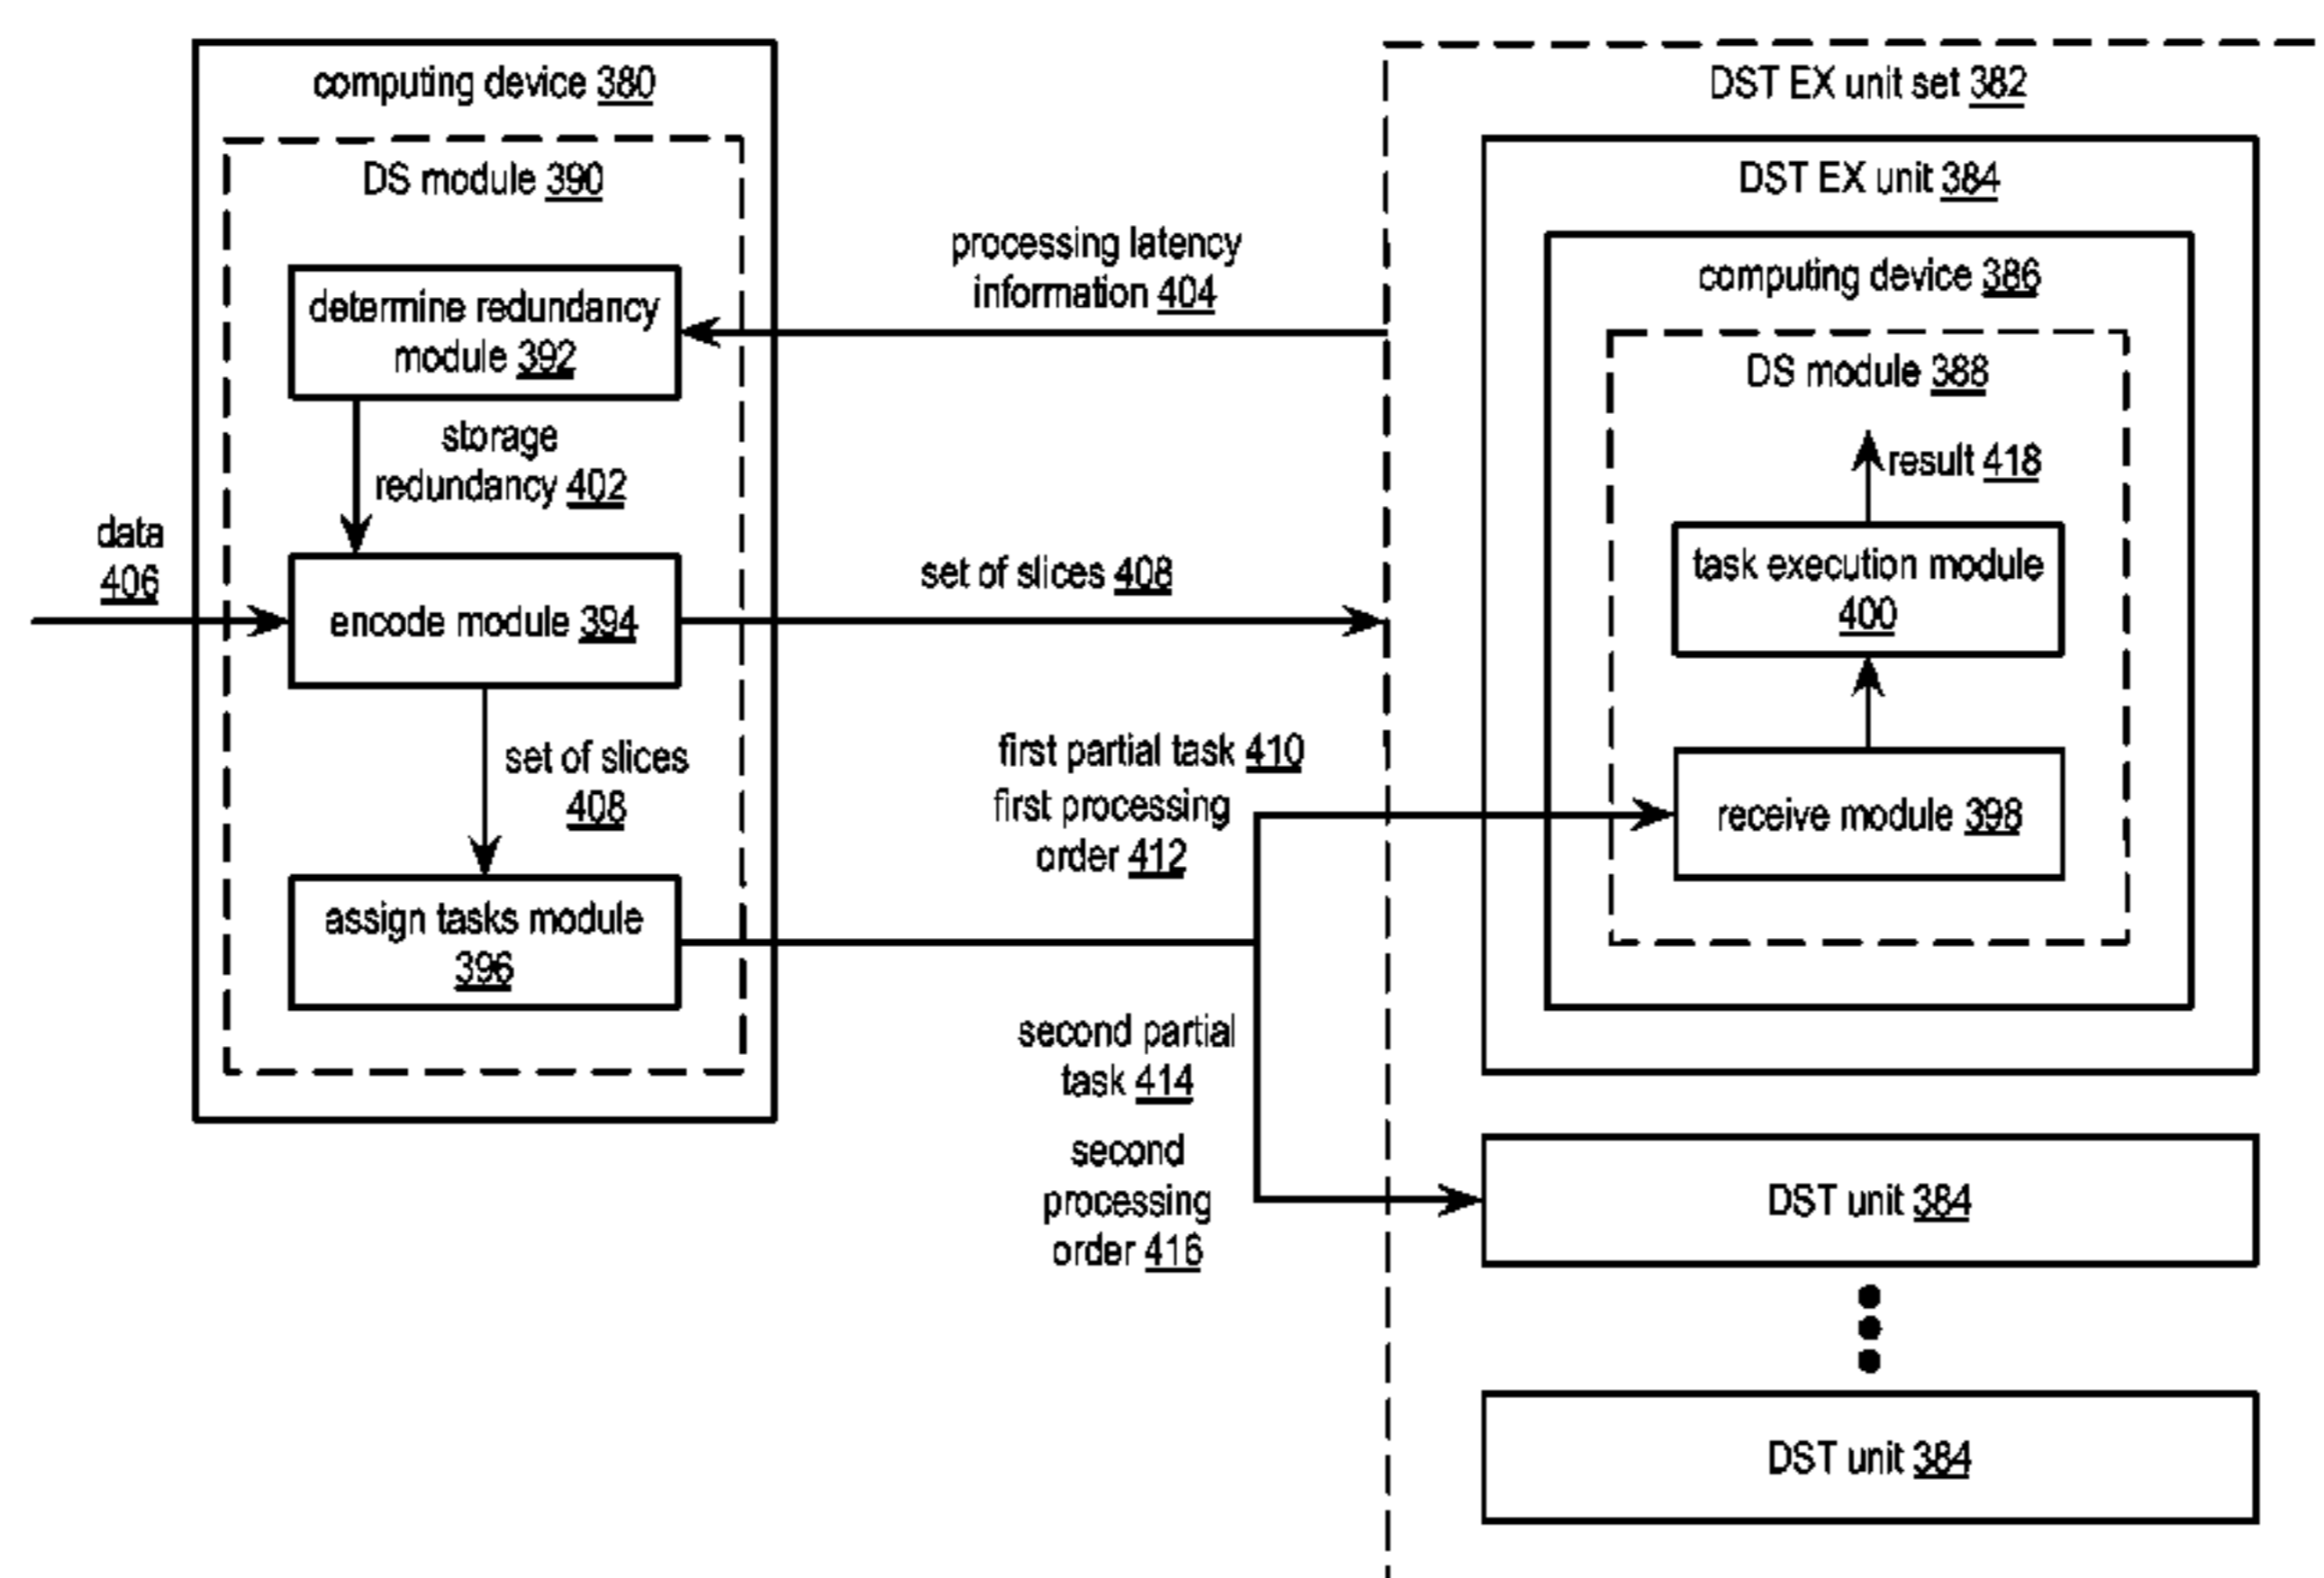 computing device 380
DS module 390
determine redundancy
module 392
storage
redundancy 402
data
406
encode module 394
set of slices
408
assign tasks module
396
processing latency
information 404
set of slices 408
first partial task 410
first processing
order 412
second partial
task 414
second
processing
order 416
DST EX unit set 382
DST EX unit 384
computing device 386
DS module 388
result 418
task execution module
400
receive module 398
DST unit 384
DST unit 384